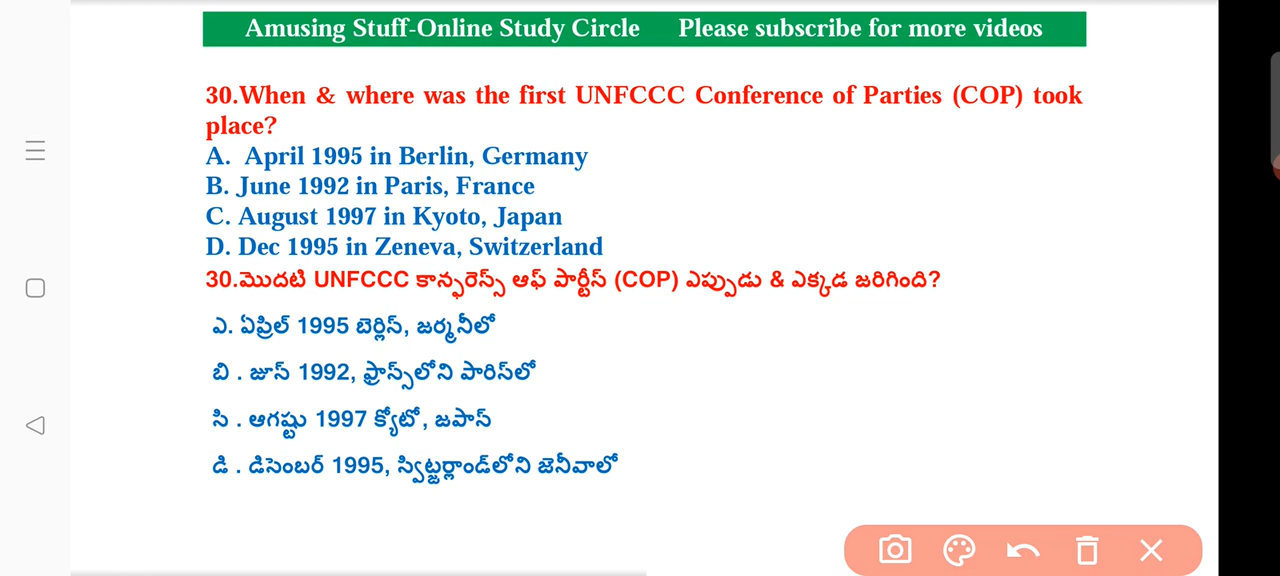 Amusing Stuff-Online Study Circle Please subscribe for more videos
30.When & where was the first UNFCCC Conference of Parties (COP) took
place?
A. April 1995 in Berlin, Germany
B. June 1992 in Paris, France
C. August 1997 in Kyoto, Japan
D. Dec 1995 in Zeneva, Switzerland
30.మొదటి UNFCCC కాన్ఫరెన్స్ ఆఫ్ పార్టీస్ (COP) ఎప్పుడు & ఎక్కడ జరిగింది?
ఎ. ఏప్రిల్ 1995 బెర్లిన్, జర్మనీలో
బి . జూన్ 1992, ఫ్రాన్స్‌లోని పారిస్‌లో
సి . ఆగష్టు 1997 క్యోటో, జపాన్
డి . డిసెంబర్ 1995, స్విట్జర్లాండ్‌లోని జెనీవాలో